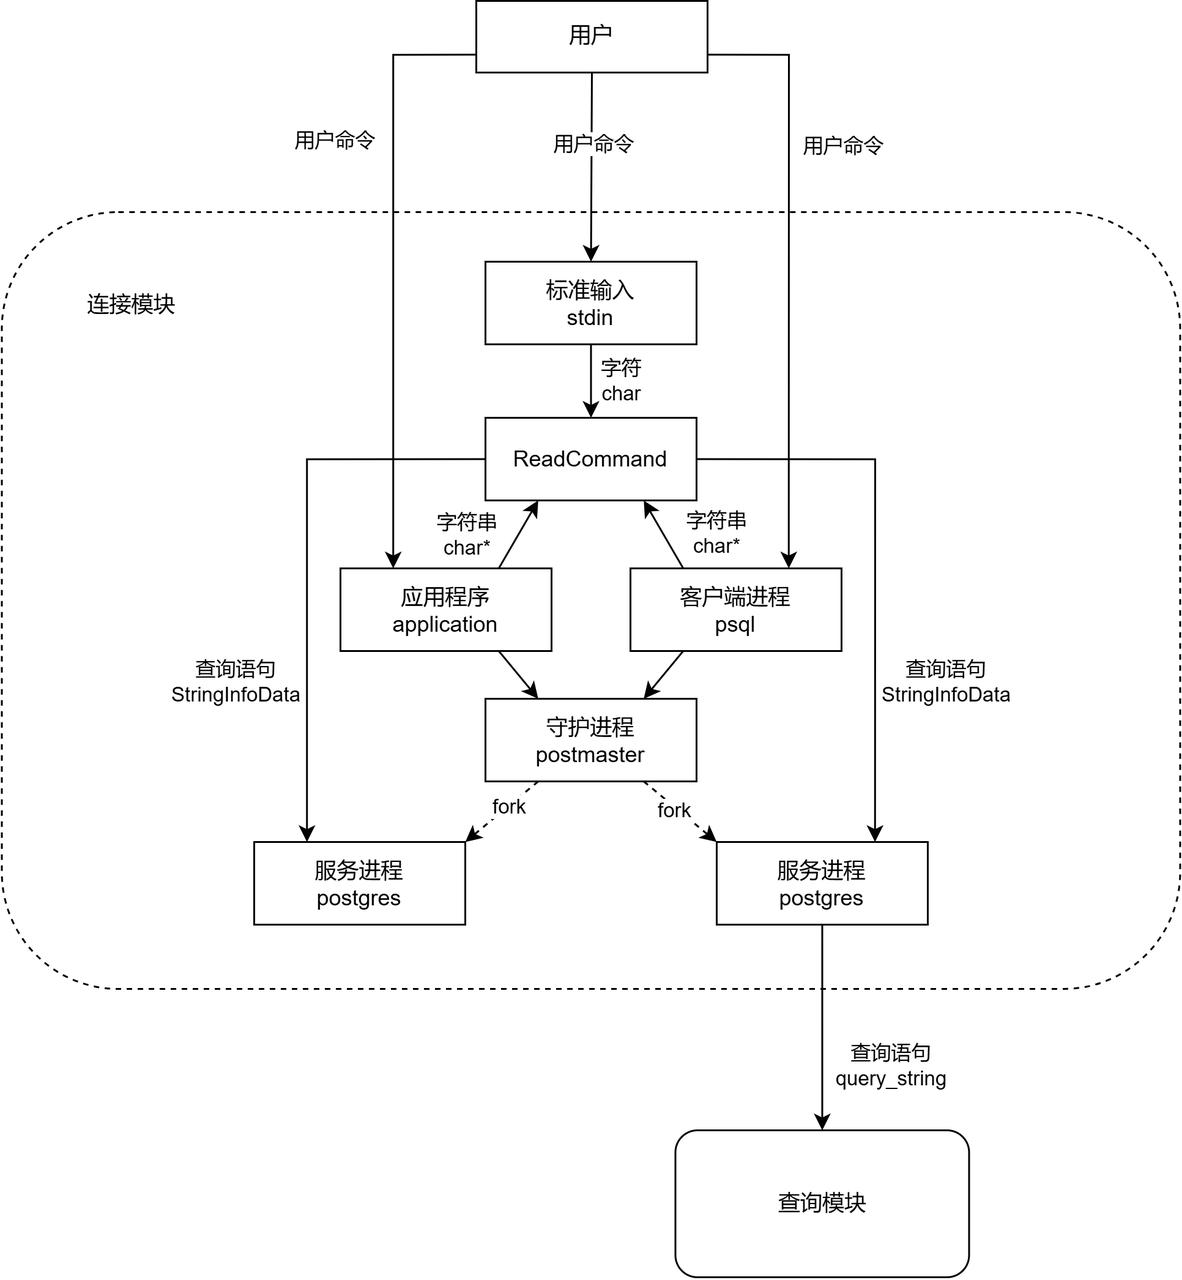 用户
用户命令
用户命令
用户命令
连接模块
标准输入
stdin
字符
char
ReadCommand
字符串
char*
字符串
char*
应用程序
application
客户端进程
psql
查询语句
StringInfoData
查询语句
StringInfoData
守护进程
postmaster
fork
fork
服务进程
postgres
服务进程
postgres
查询语句
query_string
查询模块